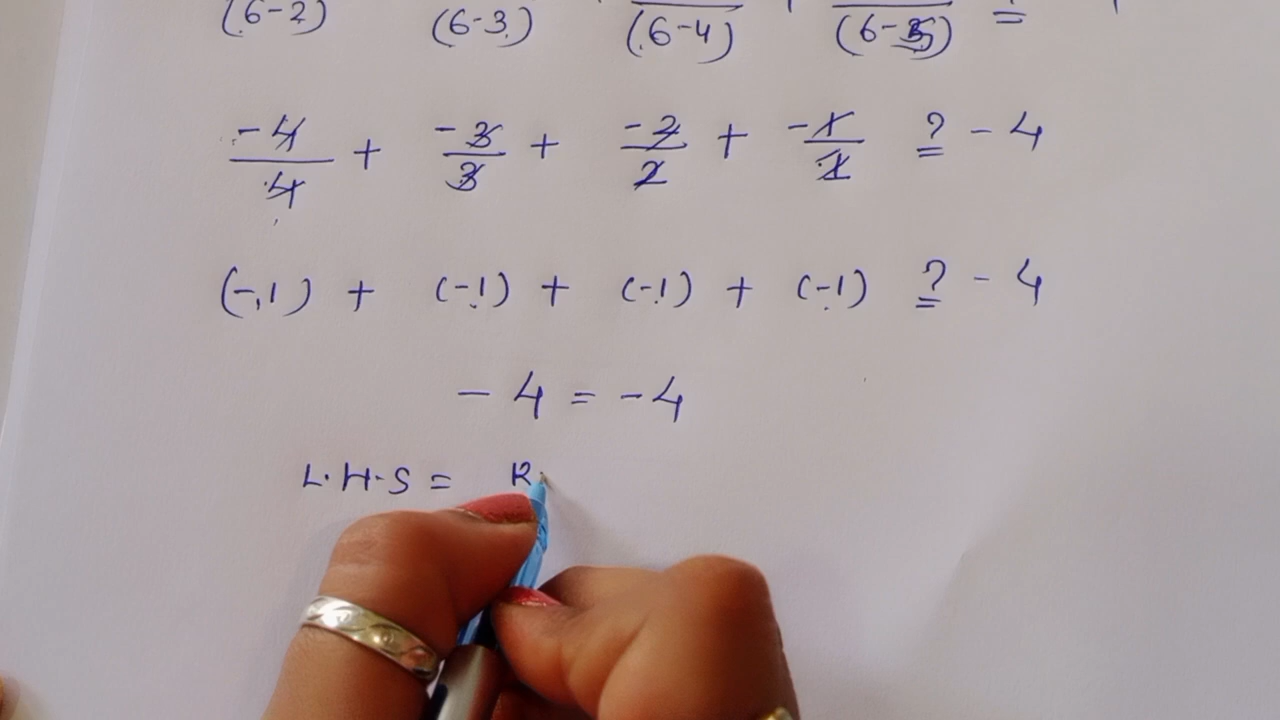 (6-2) (6-3) (6-4) (6-5) =
-4/4 + -3/3 + -2/2 + -1/1 ?= -4
(-1) + (-1) + (-1) + (-1) ?= -4
-4 = -4
L.H.S = R